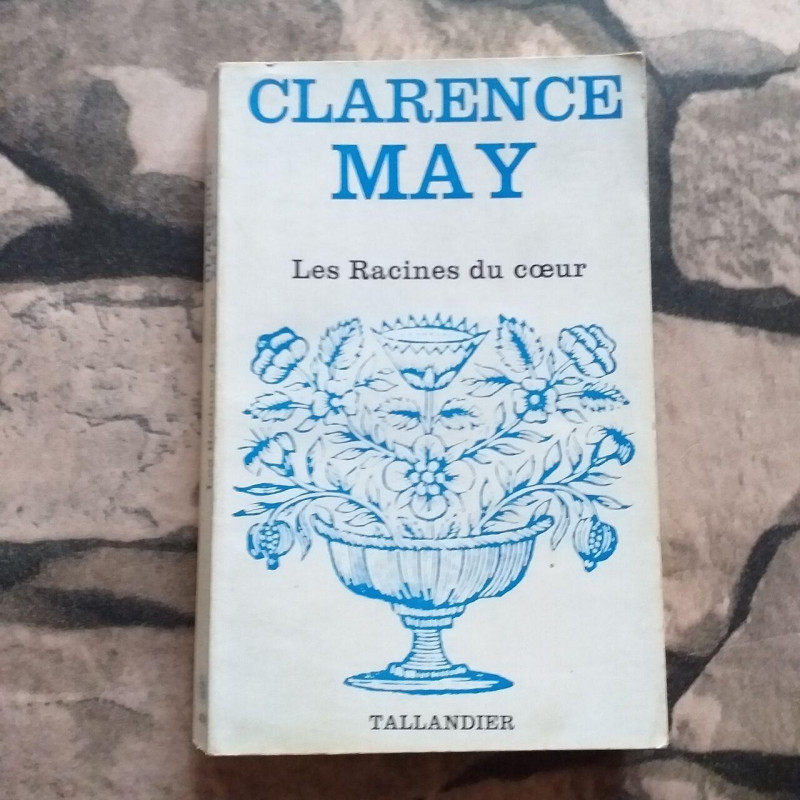 CLARENCE
MAY
Les Racines du cœur
TALLANDIER